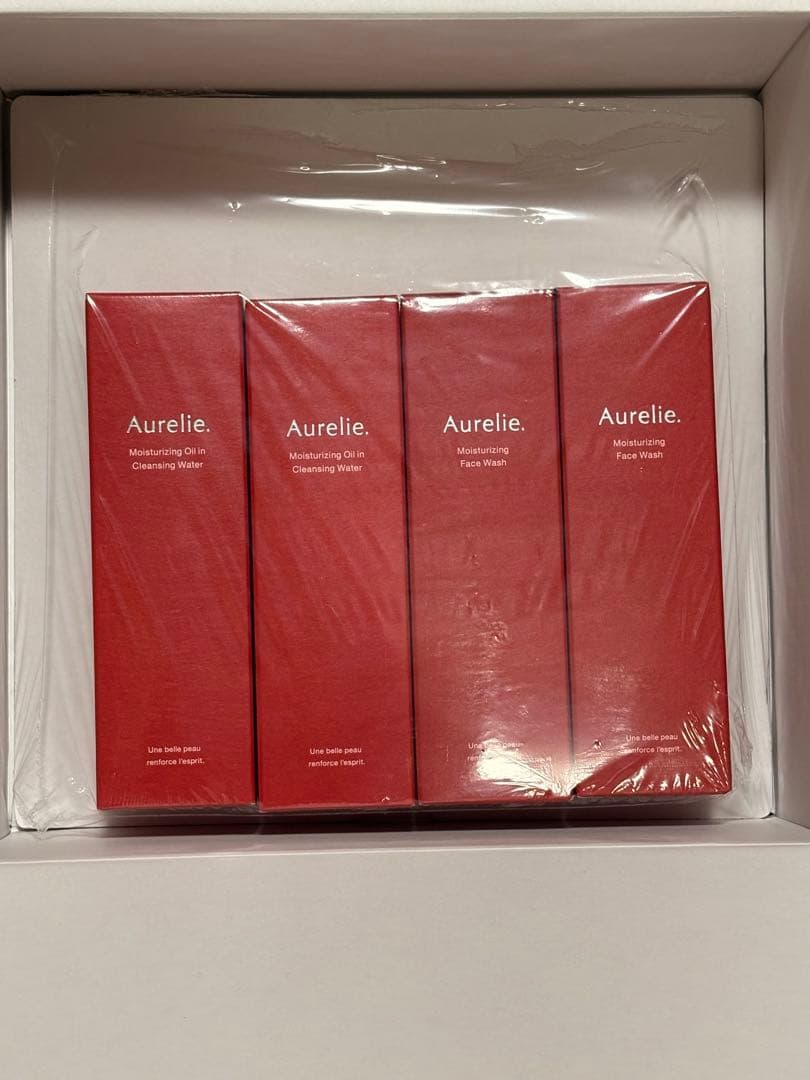 Aurelie.
Moisturizing Oil in
Cleansing Water
Une belle peau
renforce l'esprit.
Aurelie.
Moisturizing Oil in
Cleansing Water
Une belle peau
renforce l'esprit.
Aurelie.
Moisturizing
Face Wash
Aurelie.
Moisturizing
Face Wash
Une belle peau
renforce l'esprit.